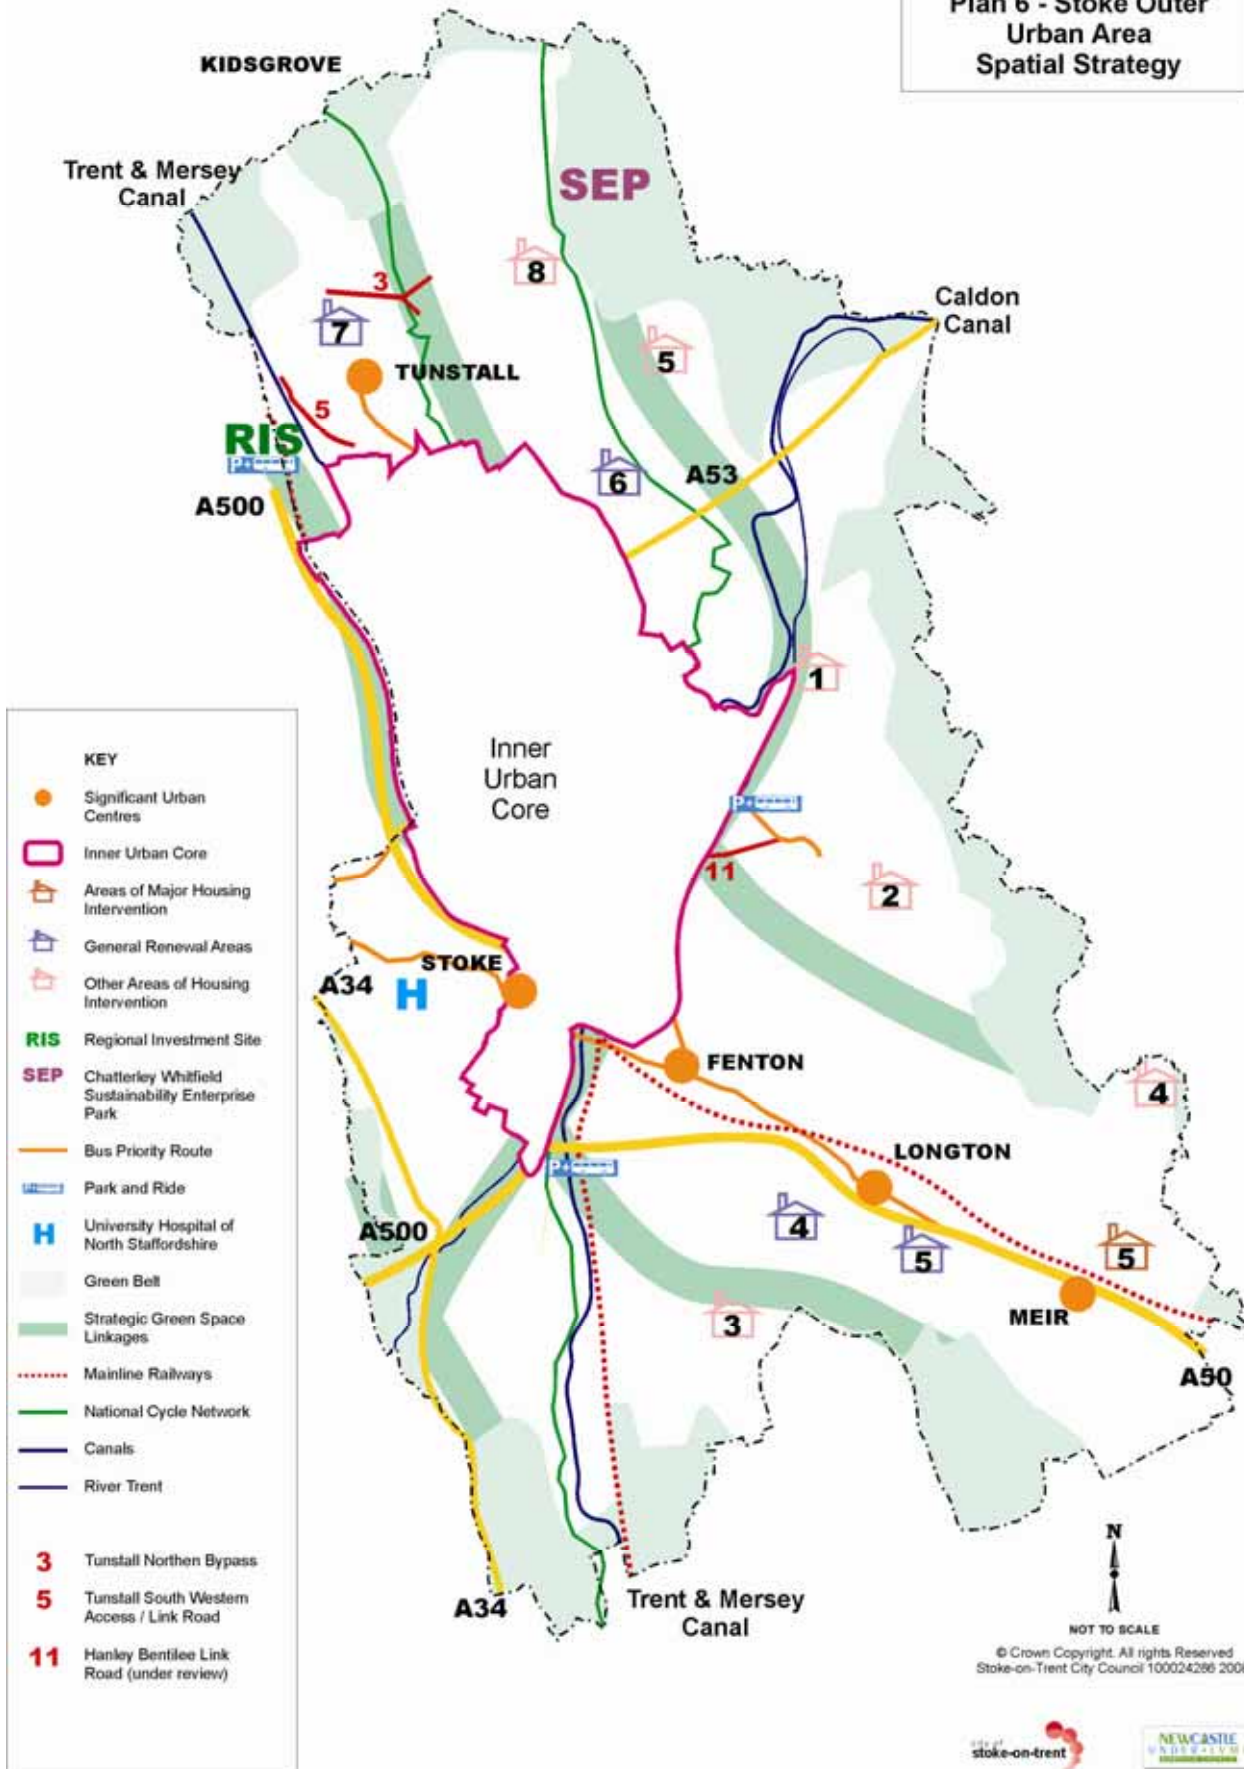 Plan 6 - Stoke Outer
Urban Area
Spatial Strategy
KIDSGROVE
Trent & Mersey
Canal
SEP
8
3
7
5
Caldon
Canal
TUNSTALL
5
RIS
A500
6
A53
1
Inner
Urban
Core
11
2
STOKE
A34
H
FENTON
4
LONGTON
A500
4
5
5
3
MEIR
A50
A34
Trent & Mersey
Canal
N
NOT TO SCALE
© Crown Copyright. All rights Reserved
Stoke-on-Trent City Council 100024286 2008
city of
stoke-on-trent
NEWCASTLE
UNDER LYME
KEY
Significant Urban
Centres
Inner Urban Core
Areas of Major Housing
Intervention
General Renewal Areas
Other Areas of Housing
Intervention
RIS Regional Investment Site
SEP Chatterley Whitfield
Sustainability Enterprise
Park
Bus Priority Route
Park and Ride
H University Hospital of
North Staffordshire
Green Belt
Strategic Green Space
Linkages
Mainline Railways
National Cycle Network
Canals
River Trent
3 Tunstall Northen Bypass
5 Tunstall South Western
Access / Link Road
11 Hanley Bentilee Link
Road (under review)